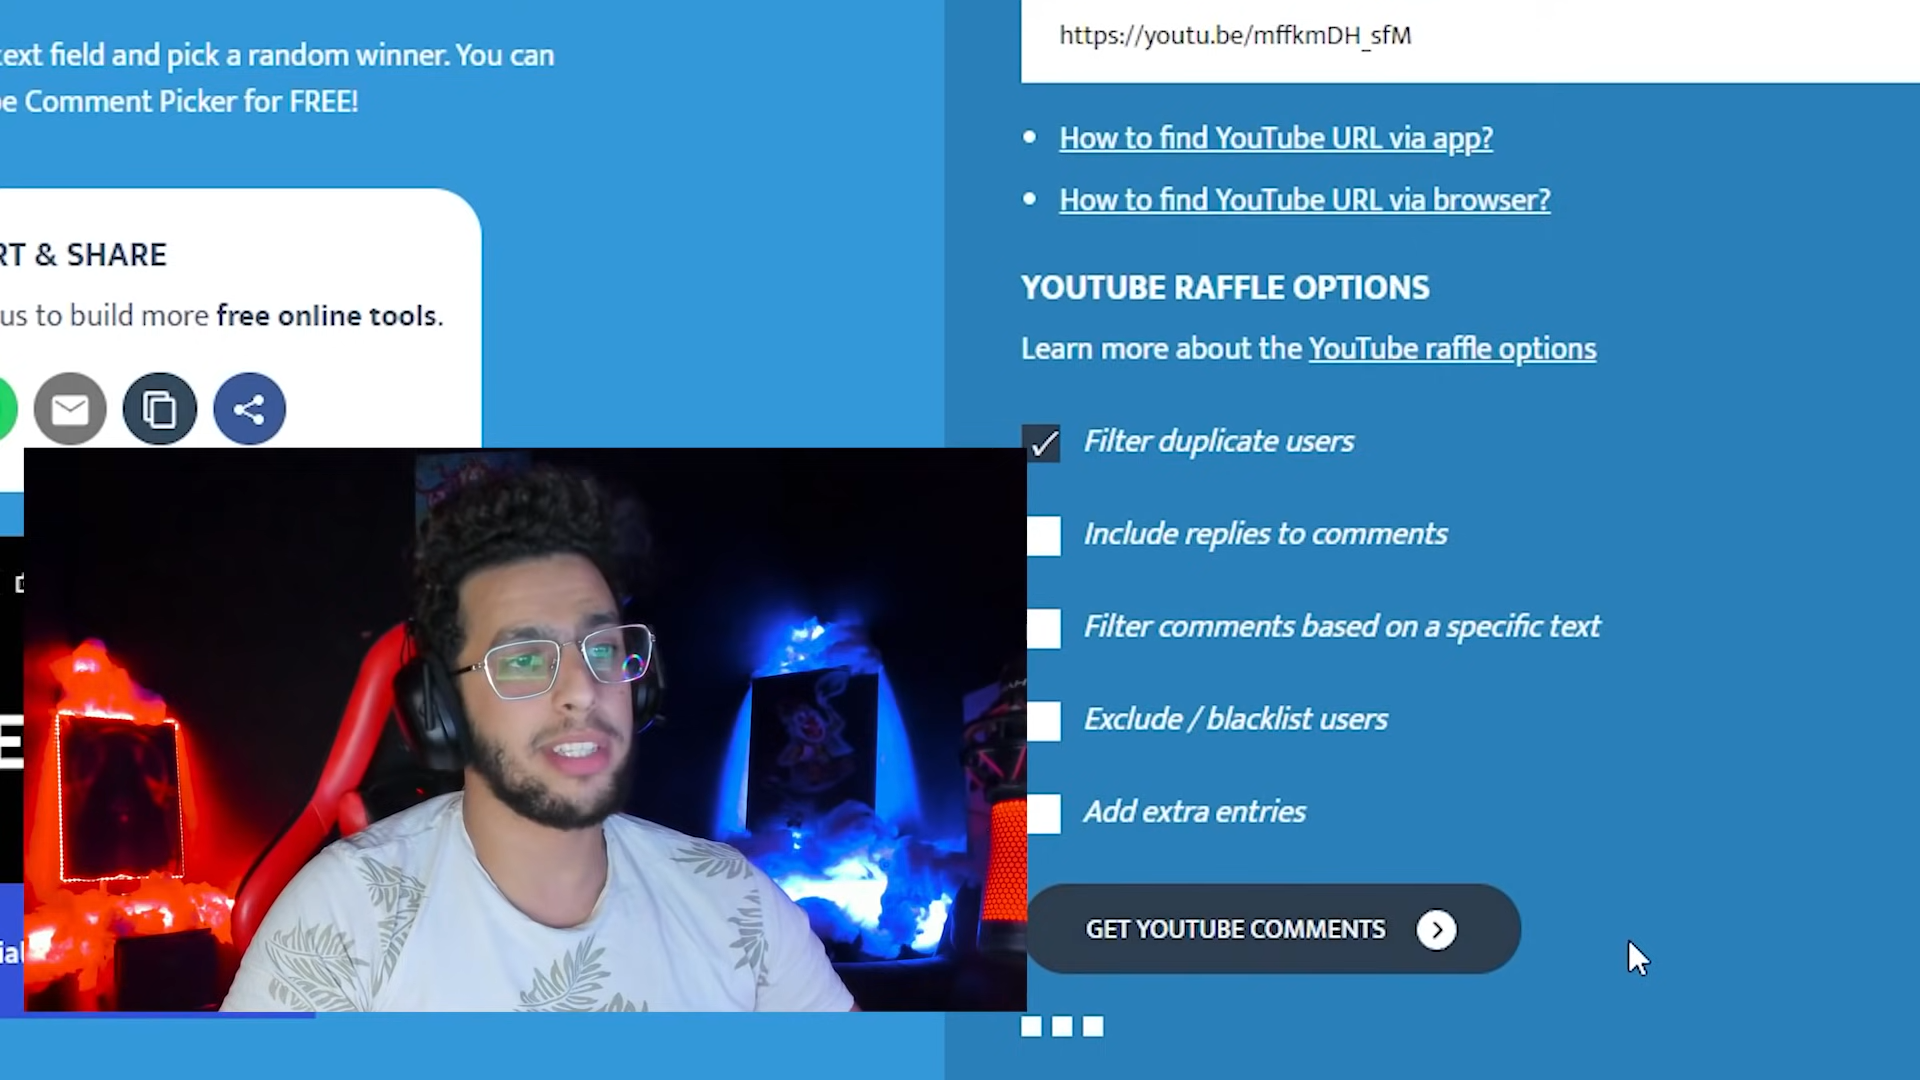 text field and pick a random winner. You can
Comment Picker for FREE!
& SHARE
us to build more free online tools.
https://youtu.be/mffkmDH_sfM
How to find YouTube URL via app?
How to find YouTube URL via browser?
YOUTUBE RAFFLE OPTIONS
Learn more about the YouTube raffle options
Filter duplicate users
Include replies to comments
Filter comments based on a specific text
Exclude / blacklist users
Add extra entries
GET YOUTUBE COMMENTS